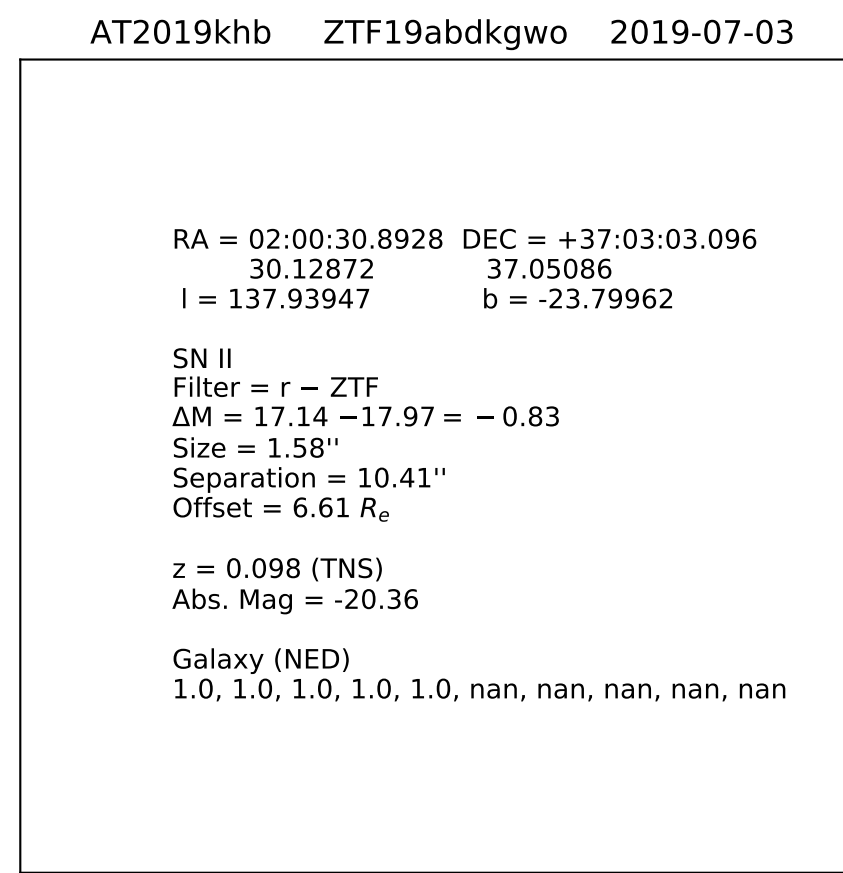 AT2019khb ZTF19abdkgwo 2019-07-03
RA = 02:00:30.8928 DEC = +37:03:03.096
30.12872 37.05086
l = 137.93947 b = -23.79962
SN II
Filter = r − ZTF
ΔM = 17.14 −17.97 = − 0.83
Size = 1.58''
Separation = 10.41''
Offset = 6.61 Rₑ
z = 0.098 (TNS)
Abs. Mag = -20.36
Galaxy (NED)
1.0, 1.0, 1.0, 1.0, 1.0, nan, nan, nan, nan, nan